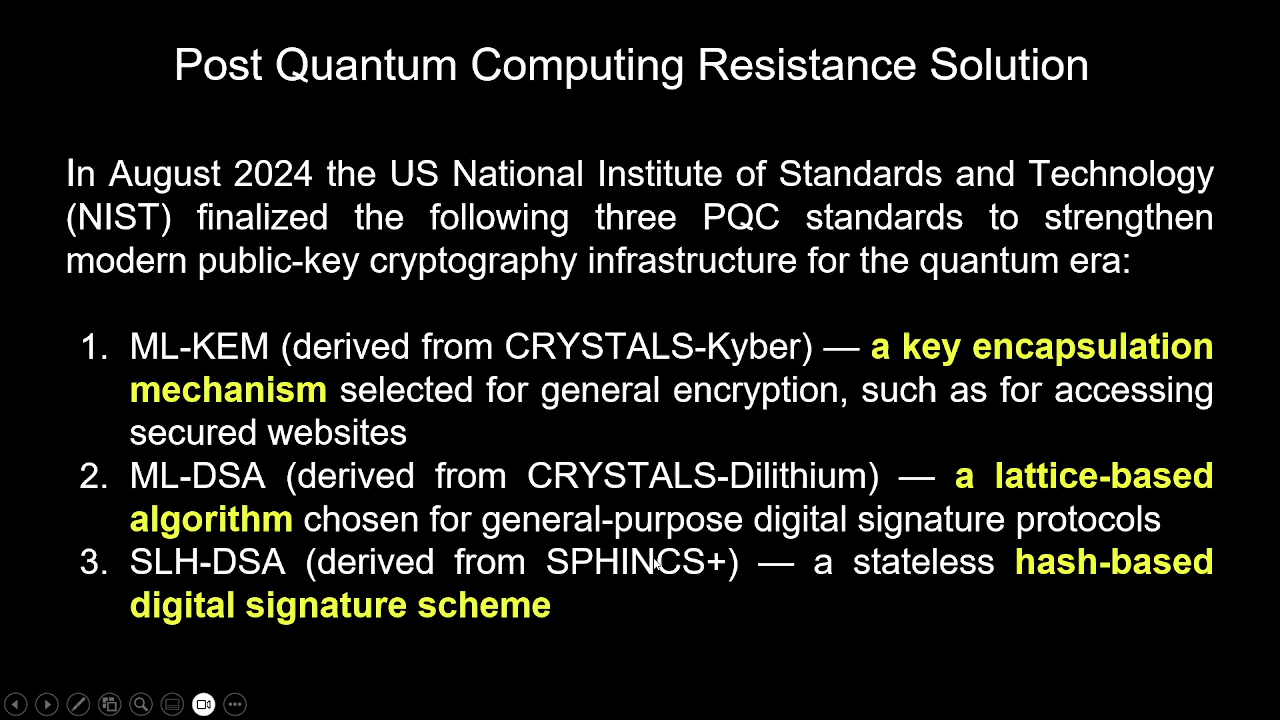 Post Quantum Computing Resistance Solution
In August 2024 the US National Institute of Standards and Technology
(NIST) finalized the following three PQC standards to strengthen
modern public-key cryptography infrastructure for the quantum era:
1. ML-KEM (derived from CRYSTALS-Kyber) — a key encapsulation
mechanism selected for general encryption, such as for accessing
secured websites
2. ML-DSA (derived from CRYSTALS-Dilithium) — a lattice-based
algorithm chosen for general-purpose digital signature protocols
3. SLH-DSA (derived from SPHINCS+) — a stateless hash-based
digital signature scheme